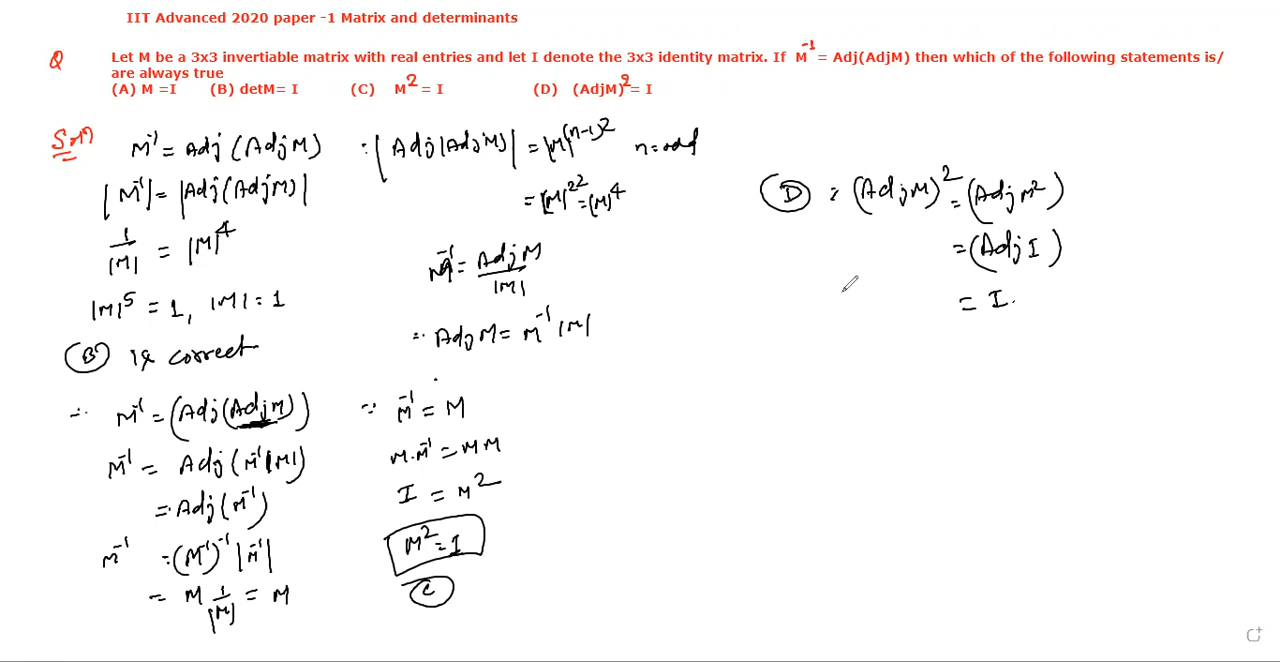 IIT Advanced 2020 paper -1 Matrix and determinants
Q Let M be a 3x3 invertiable matrix with real entries and let I denote the 3x3 identity matrix. If M^-1 = Adj(AdjM) then which of the following statements is/
are always true
(A) M =I (B) detM= I (C) M^2 = I (D) (AdjM)^2 = I
Sol^n M^-1 = Adj (AdjM)
|M^-1| = |Adj(AdjM)|
1/|M| = |M|^4
|M|^5 = 1, |M| = 1
(B) is correct
∴ M^-1 = (Adj(AdjM))
M^-1 = Adj(M^-1|M|)
= Adj(M^-1)
M^-1 = (M^-1)^-1 |M^-1|
= M 1/|M| = M
∵ |Adj(AdjM)| = |M|^(n-1)^2 n=odd
= |M|^2^2 = |M|^4
M^-1 = AdjM/|M|
∴ AdjM = M^-1 |M|
∵ M^-1 = M
M.M^-1 = MM
I = M^2
M^2 = I
(C)
(D) : (AdjM)^2 = (AdjM^2)
= (AdjI)
= I.